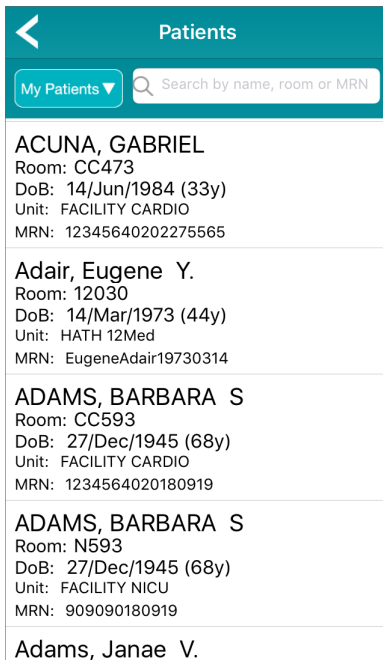 Patients
My Patients ▼
Search by name, room or MRN
ACUNA, GABRIEL
Room: CC473
DoB: 14/Jun/1984 (33y)
Unit: FACILITY CARDIO
MRN: 12345640202275565
Adair, Eugene Y.
Room: 12030
DoB: 14/Mar/1973 (44y)
Unit: HATH 12Med
MRN: EugeneAdair19730314
ADAMS, BARBARA S
Room: CC593
DoB: 27/Dec/1945 (68y)
Unit: FACILITY CARDIO
MRN: 1234564020180919
ADAMS, BARBARA S
Room: N593
DoB: 27/Dec/1945 (68y)
Unit: FACILITY NICU
MRN: 909090180919
Adams, Janae V.